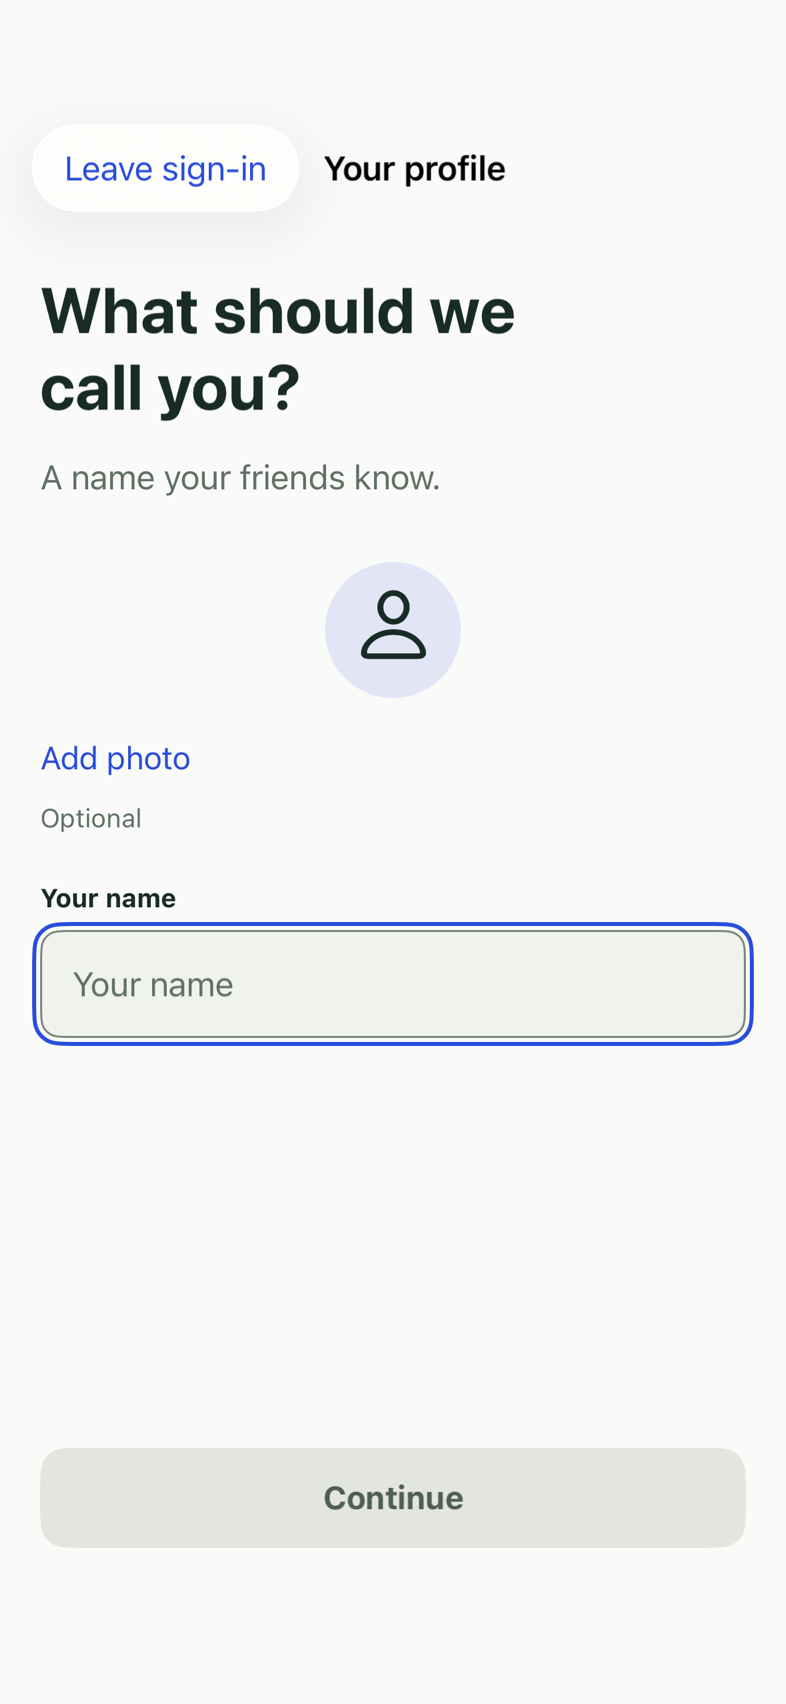 Leave sign-in
Your profile
What should we
call you?
A name your friends know.
Add photo
Optional
Your name
Your name
Continue